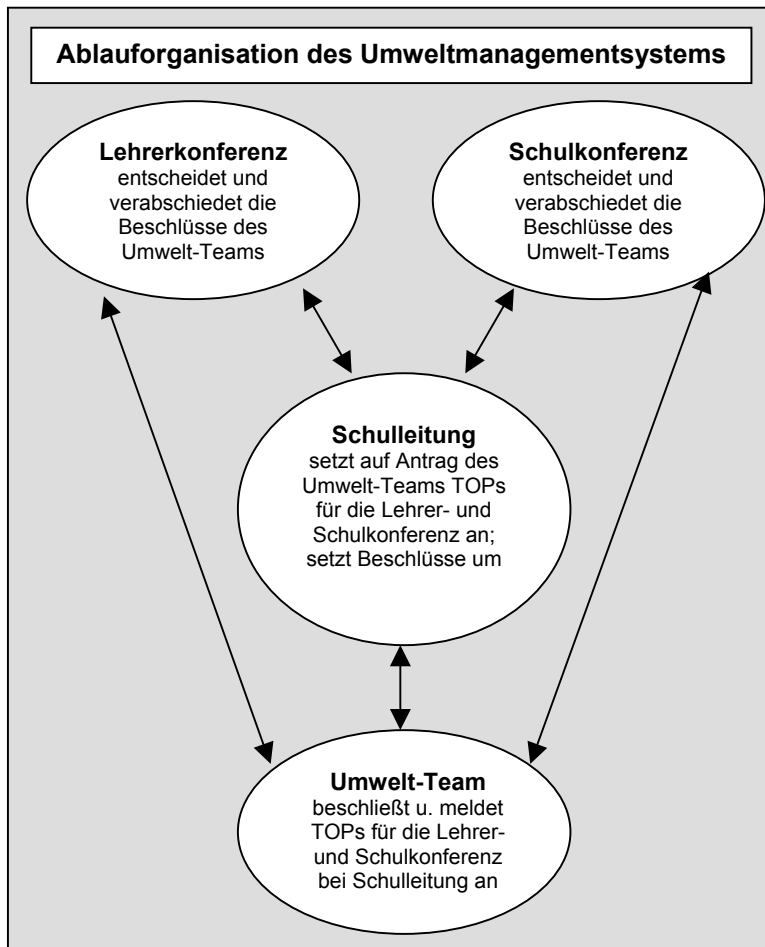 Ablauforganisation des Umweltmanagementsystems
Lehrerkonferenz
entscheidet und
verabschiedet die
Beschlüsse des
Umwelt-Teams
Schulkonferenz
entscheidet und
verabschiedet die
Beschlüsse des
Umwelt-Teams
Schulleitung
setzt auf Antrag des
Umwelt-Teams TOPs
für die Lehrer- und
Schulkonferenz an;
setzt Beschlüsse um
Umwelt-Team
beschließt u. meldet
TOPs für die Lehrer-
und Schulkonferenz
bei Schulleitung an